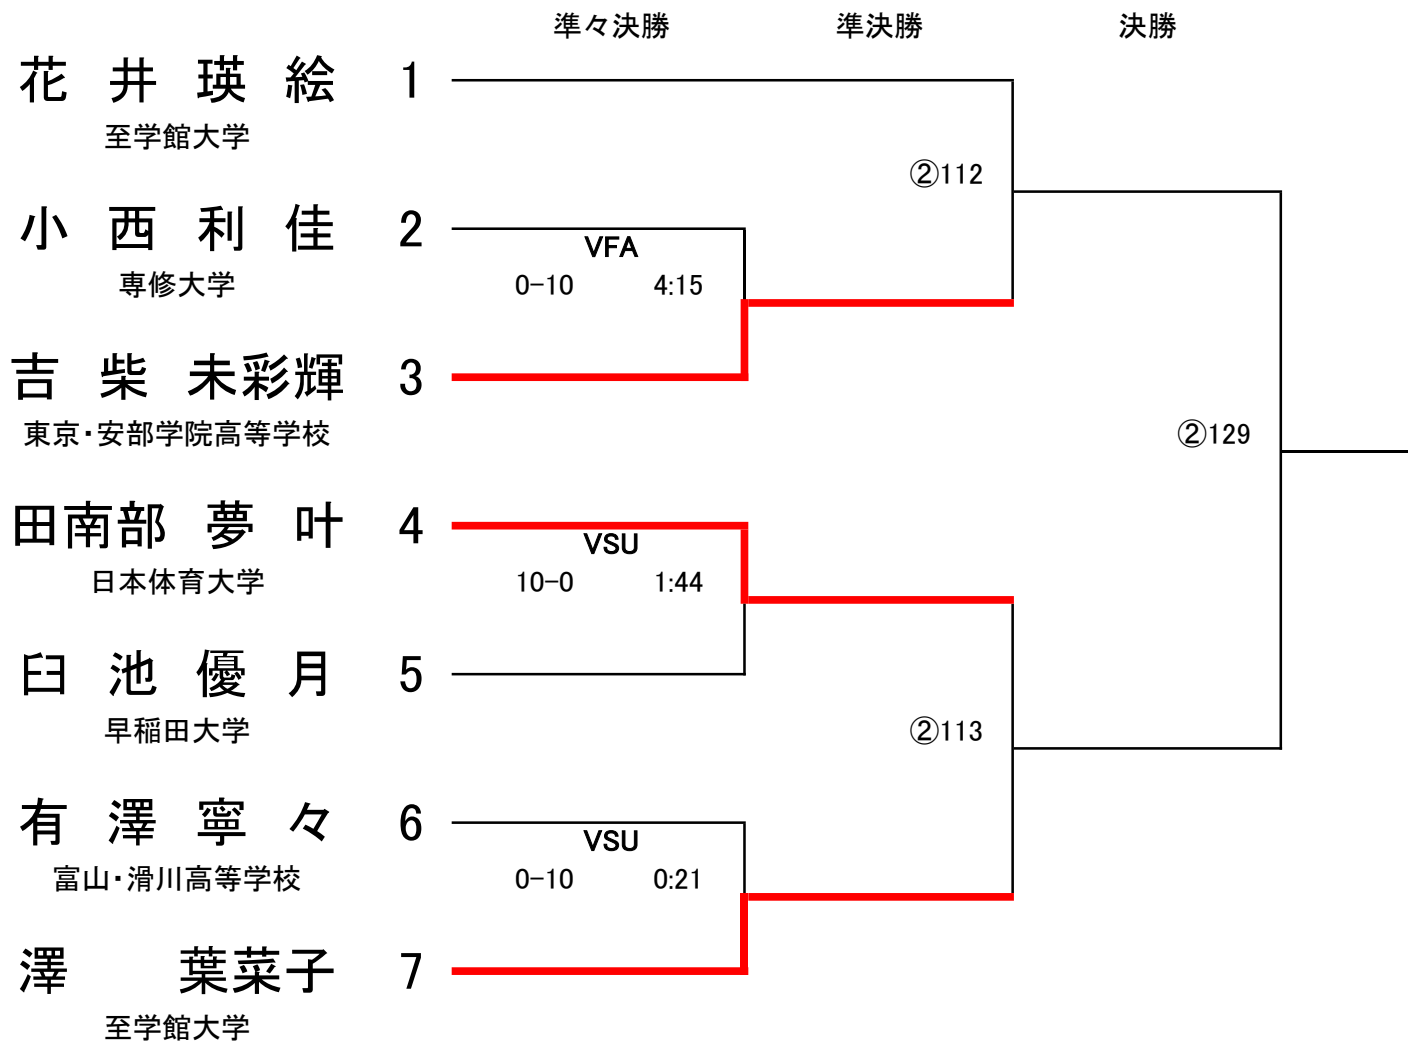 準々決勝 準決勝 決勝
花 井 瑛 絵 1
至学館大学
②112
小 西 利 佳 2
VFA
専修大学
0-10 4:15
吉 柴 未彩輝 3
東京・安部学院高等学校
②129
田南部 夢 叶 4
VSU
日本体育大学
10-0 1:44
臼 池 優 月 5
早稲田大学
②113
有 澤 寧 々 6
VSU
富山・滑川高等学校
0-10 0:21
澤 葉菜子 7
至学館大学